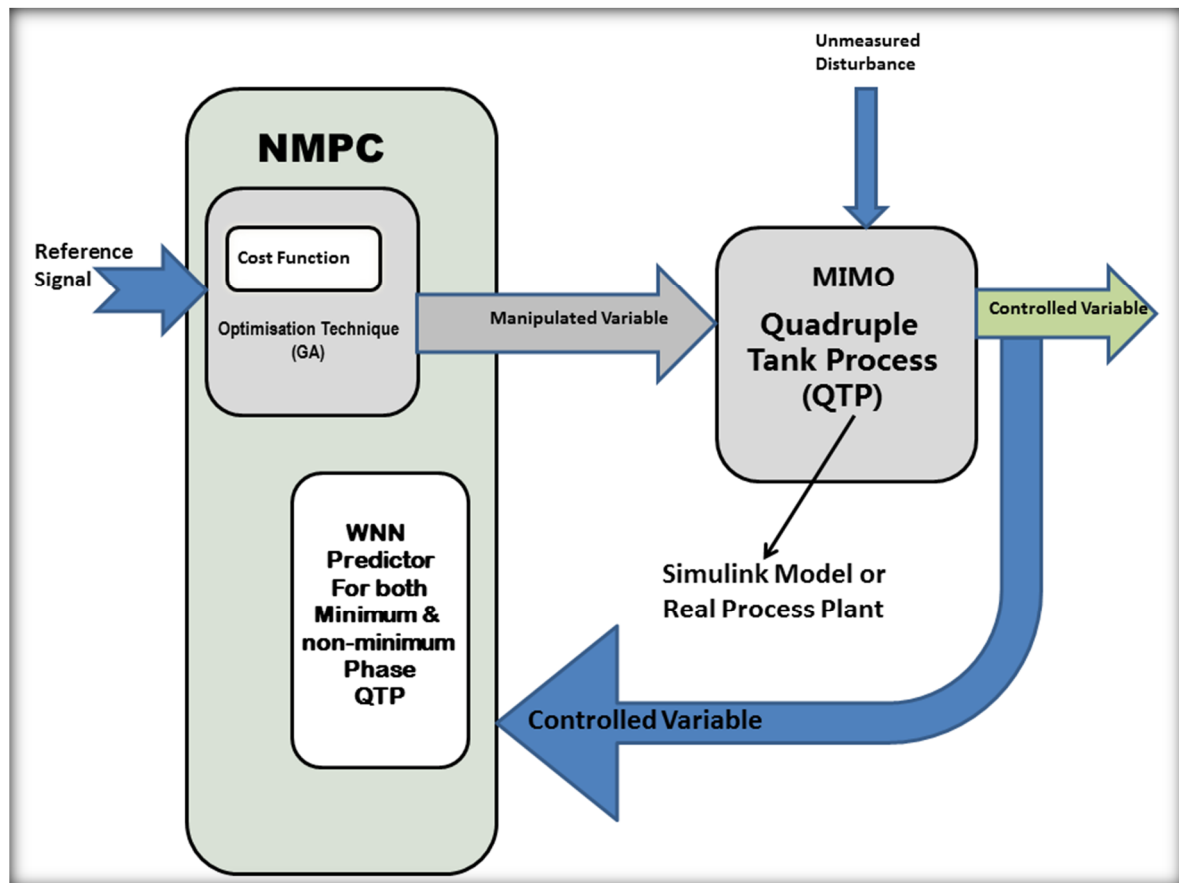 Unmeasured
Disturbance
NMPC
Reference
Signal
Cost Function
Optimisation Technique
(GA)
Manipulated Variable
MIMO
Quadruple
Tank Process
(QTP)
Controlled Variable
WNN
Predictor
For both
Minimum &
non-minimum
Phase
QTP
Simulink Model or
Real Process Plant
Controlled Variable